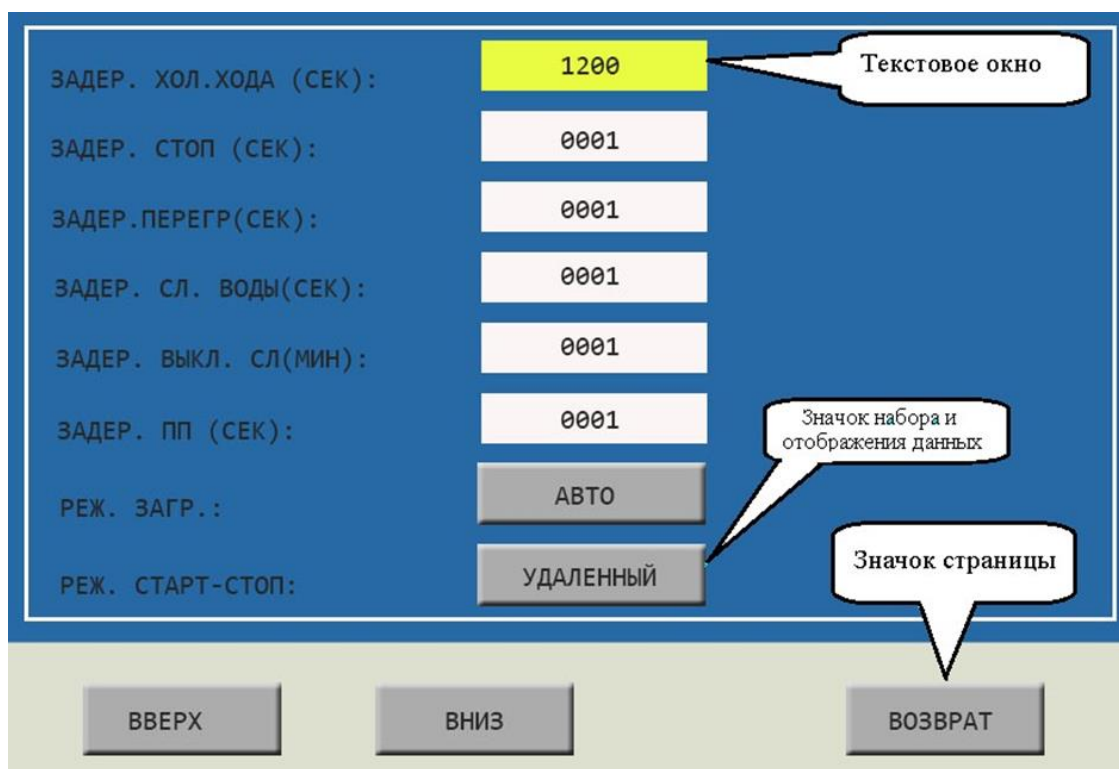 ЗАДЕР. ХОЛ.ХОДА (СЕК):
1200
Текстовое окно
ЗАДЕР. СТОП (СЕК):
0001
ЗАДЕР.ПЕРЕГР(СЕК):
0001
ЗАДЕР. СЛ. ВОДЫ(СЕК):
0001
ЗАДЕР. ВЫКЛ. СЛ(МИН):
0001
ЗАДЕР. ПП (СЕК):
0001
Значок набора и
отображения данных
РЕЖ. ЗАГР.:
АВТО
РЕЖ. СТАРТ-СТОП:
УДАЛЕННЫЙ
Значок страницы
ВВЕРХ
ВНИЗ
ВОЗВРАТ